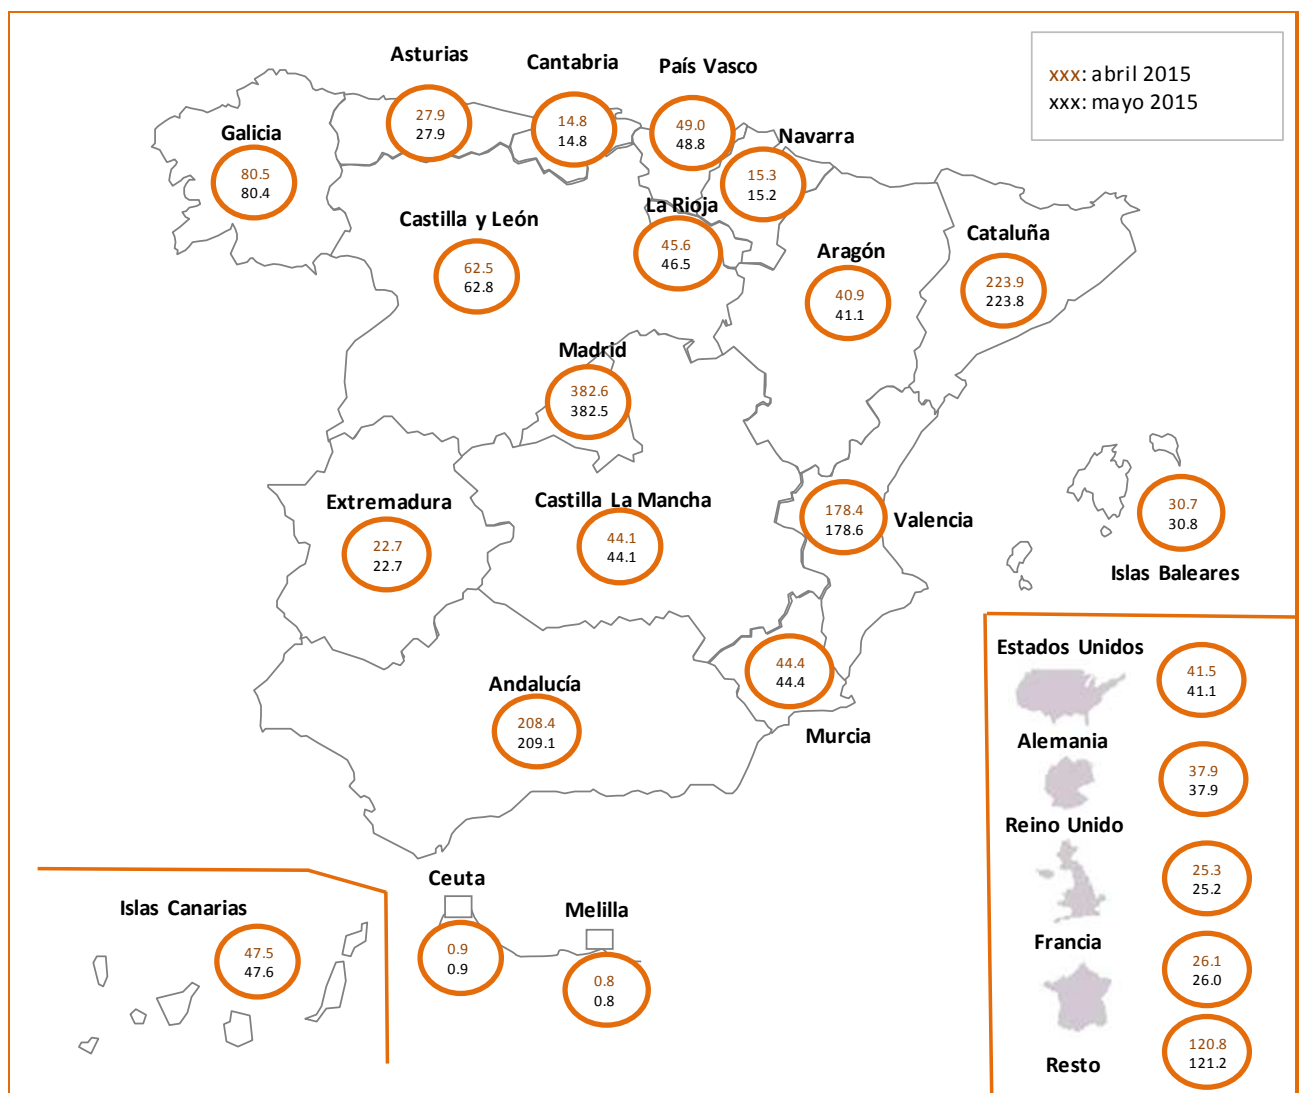 xxx: abril 2015
xxx: mayo 2015
Asturias
27.9
27.9
Cantabria
14.8
14.8
País Vasco
49.0
48.8
Navarra
15.3
15.2
Galicia
80.5
80.4
La Rioja
45.6
46.5
Castilla y León
62.5
62.8
Aragón
40.9
41.1
Cataluña
223.9
223.8
Madrid
382.6
382.5
Extremadura
22.7
22.7
Castilla La Mancha
44.1
44.1
178.4
178.6
Valencia
30.7
30.8
Islas Baleares
Andalucía
208.4
209.1
44.4
44.4
Murcia
Estados Unidos
41.5
41.1
Alemania
37.9
37.9
Reino Unido
25.3
25.2
Francia
26.1
26.0
Resto
120.8
121.2
Ceuta
0.9
0.9
Melilla
0.8
0.8
Islas Canarias
47.5
47.6